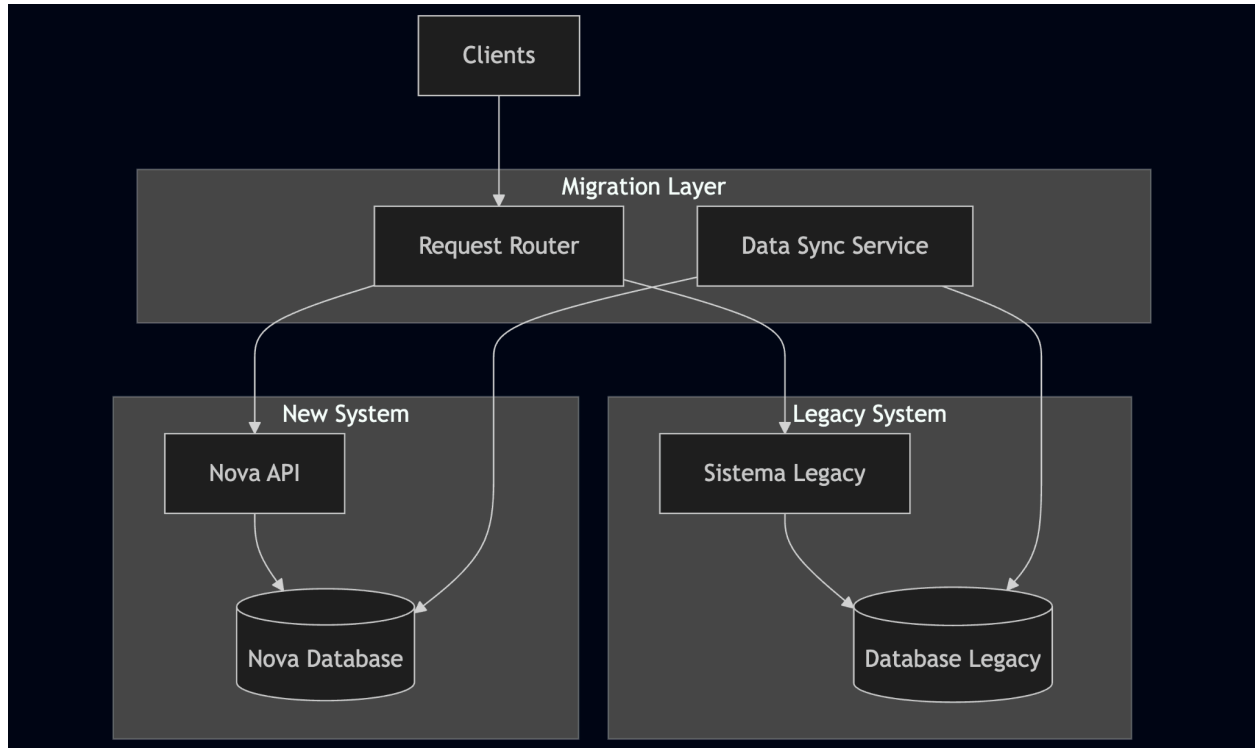 Clients
Migration Layer
Request Router
Data Sync Service
New System
Legacy System
Nova API
Sistema Legacy
Nova Database
Database Legacy